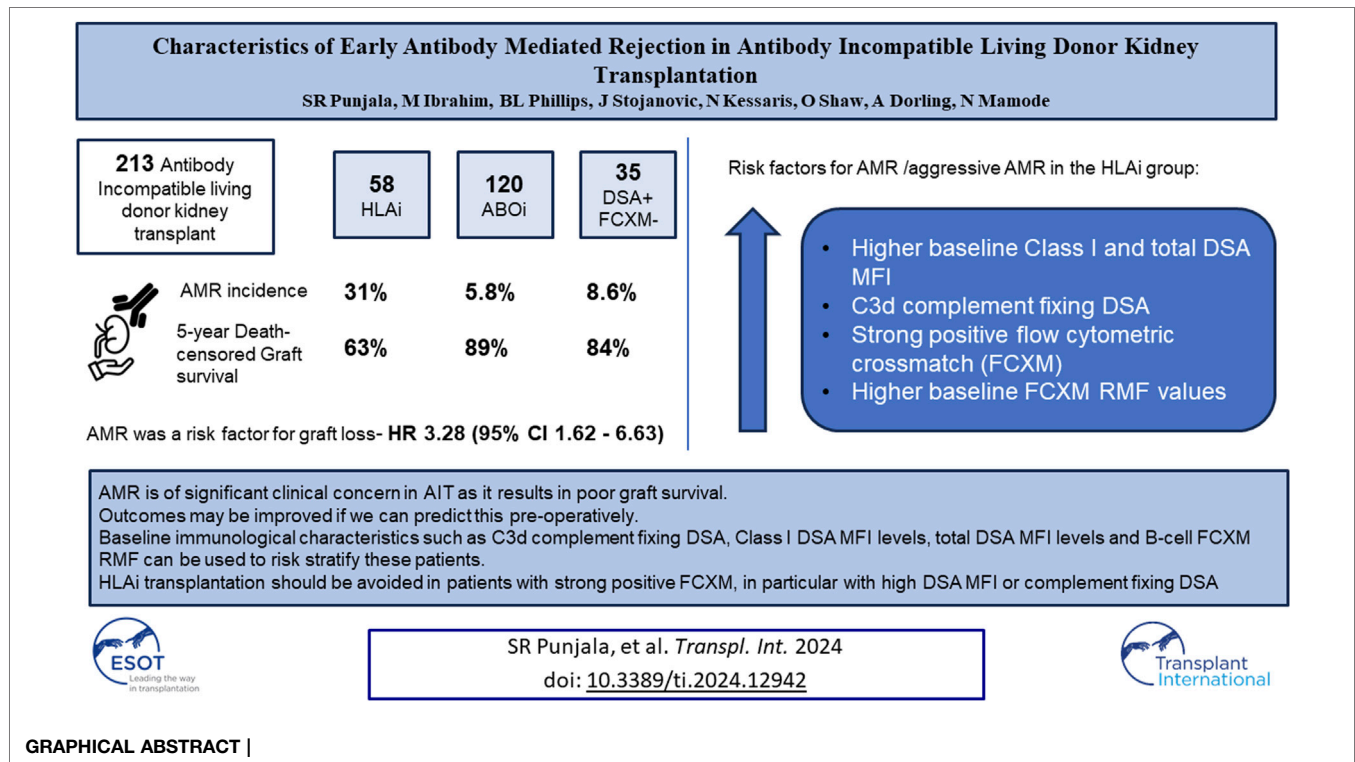 Characteristics of Early Antibody Mediated Rejection in Antibody Incompatible Living Donor Kidney
Transplantation
SR Punjala, M Ibrahim, BL Phillips, J Stojanovic, N Kessaris, O Shaw, A Dorling, N Mamode
213 Antibody
Incompatible living
donor kidney
transplant
58
HLAi
120
ABOi
35
DSA+
FCXM-
AMR incidence 31% 5.8% 8.6%
5-year Death-
censored Graft
survival
63% 89% 84%
AMR was a risk factor for graft loss- HR 3.28 (95% CI 1.62 - 6.63)
Risk factors for AMR /aggressive AMR in the HLAi group:
• Higher baseline Class I and total DSA
MFI
• C3d complement fixing DSA
• Strong positive flow cytometric
crossmatch (FCXM)
• Higher baseline FCXM RMF values
AMR is of significant clinical concern in AIT as it results in poor graft survival.
Outcomes may be improved if we can predict this pre-operatively.
Baseline immunological characteristics such as C3d complement fixing DSA, Class I DSA MFI levels, total DSA MFI levels and B-cell FCXM
RMF can be used to risk stratify these patients.
HLAi transplantation should be avoided in patients with strong positive FCXM, in particular with high DSA MFI or complement fixing DSA
ESOT
Leading the way
in transplantation
SR Punjala, et al. Transpl. Int. 2024
doi: 10.3389/ti.2024.12942
Transplant
International
GRAPHICAL ABSTRACT |